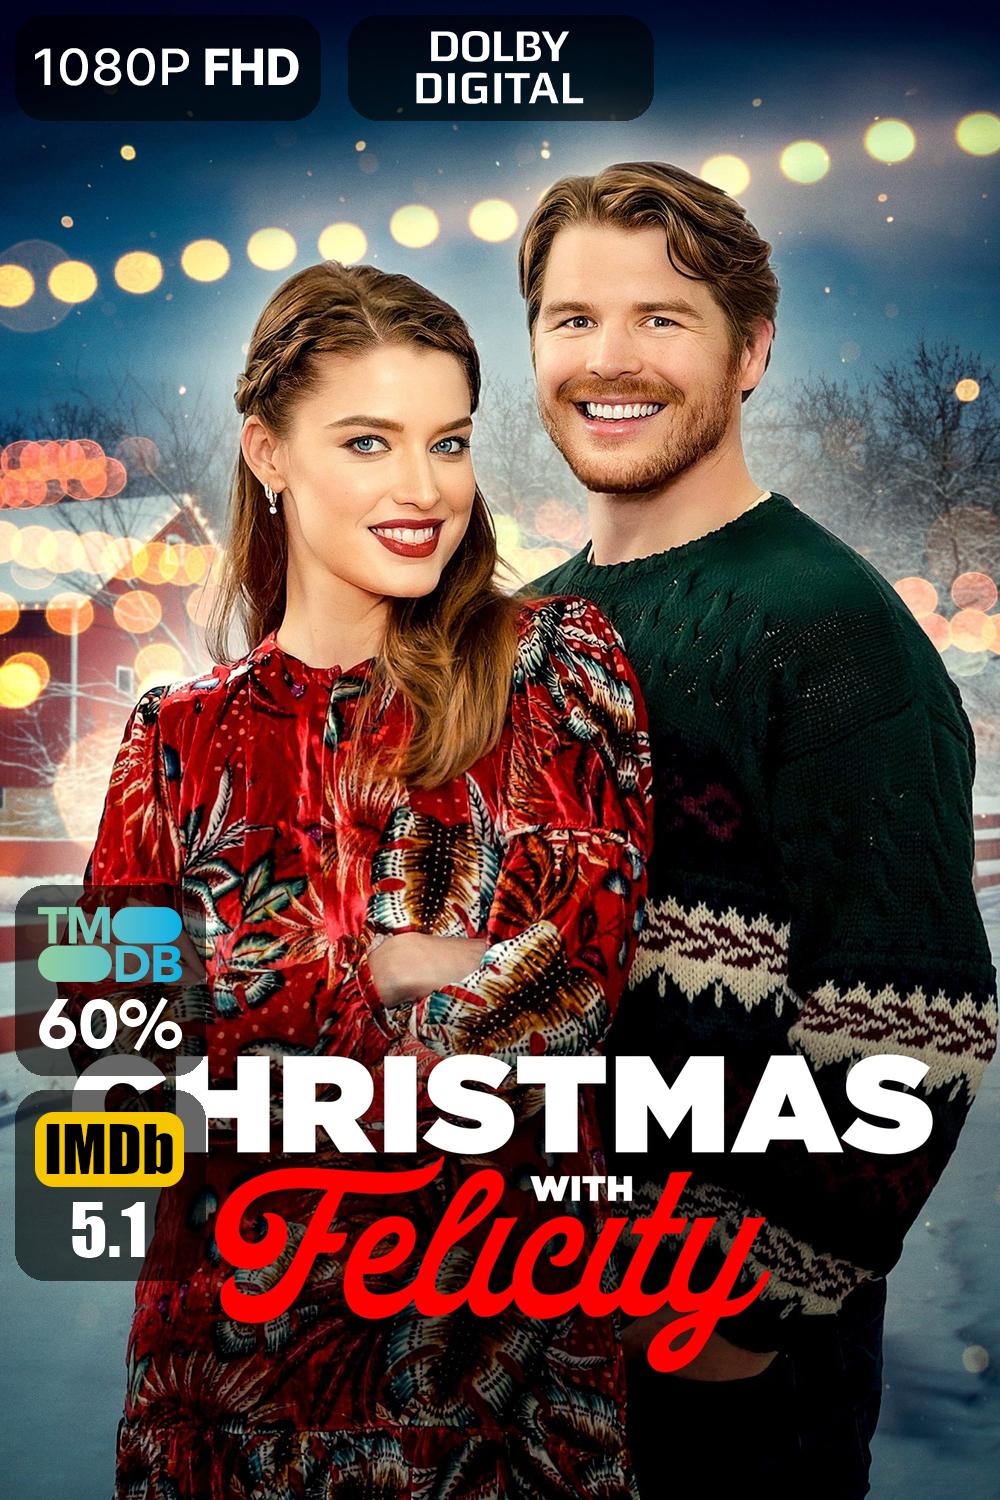 1080P FHD
DOLBY
DIGITAL
TM
DB
60%
CHRISTMAS
WITH
Felicity
IMDb
5.1